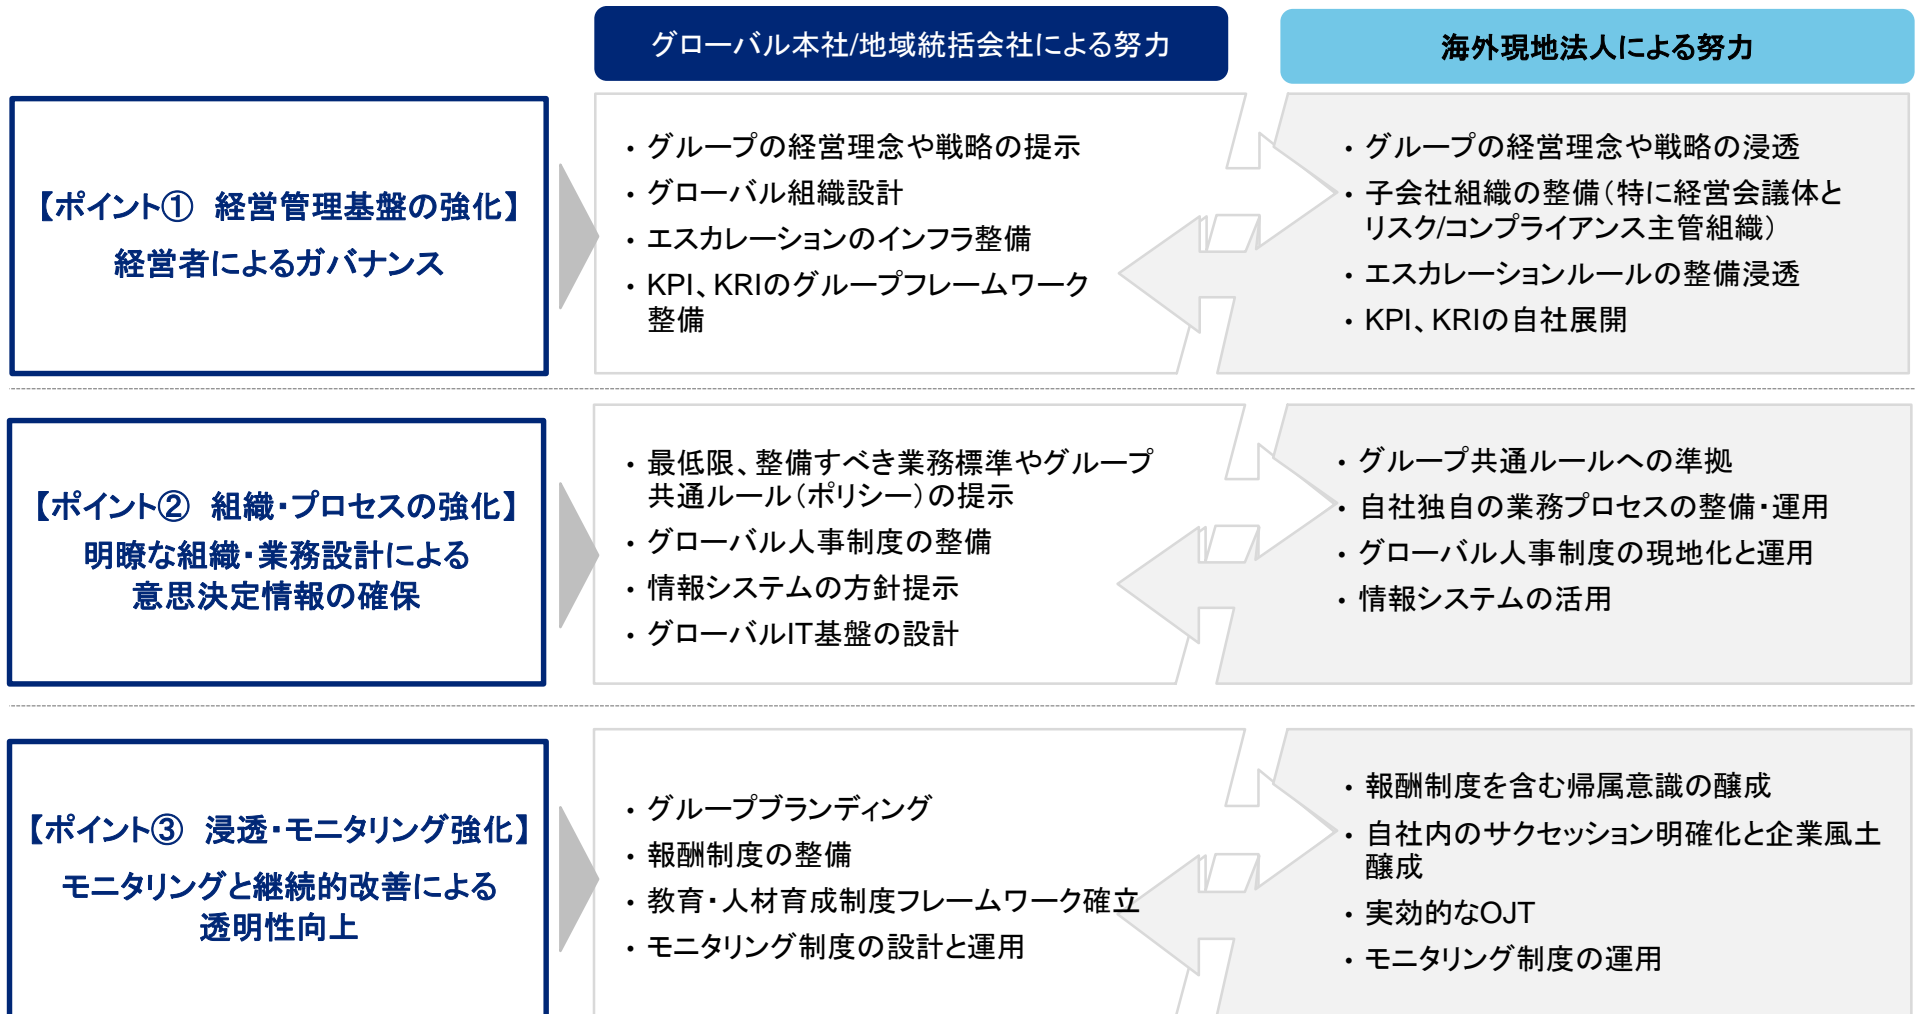 グローバル本社/地域統括会社による努力
海外現地法人による努力
【ポイント① 経営管理基盤の強化】
経営者によるガバナンス
・グループの経営理念や戦略の提示
・グローバル組織設計
・エスカレーションのインフラ整備
・KPI、KRIのグループフレームワーク
整備
・グループの経営理念や戦略の浸透
・子会社組織の整備（特に経営会議体と
リスク/コンプライアンス主管組織）
・エスカレーションルールの整備浸透
・KPI、KRIの自社展開
【ポイント② 組織・プロセスの強化】
明瞭な組織・業務設計による
意思決定情報の確保
・最低限、整備すべき業務標準やグループ
共通ルール（ポリシー）の提示
・グローバル人事制度の整備
・情報システムの方針提示
・グローバルIT基盤の設計
・グループ共通ルールへの準拠
・自社独自の業務プロセスの整備・運用
・グローバル人事制度の現地化と運用
・情報システムの活用
【ポイント③ 浸透・モニタリング強化】
モニタリングと継続的改善による
透明性向上
・グループブランディング
・報酬制度の整備
・教育・人材育成制度フレームワーク確立
・モニタリング制度の設計と運用
・報酬制度を含む帰属意識の醸成
・自社内のサクセッション明確化と企業風土
醸成
・実効的なOJT
・モニタリング制度の運用